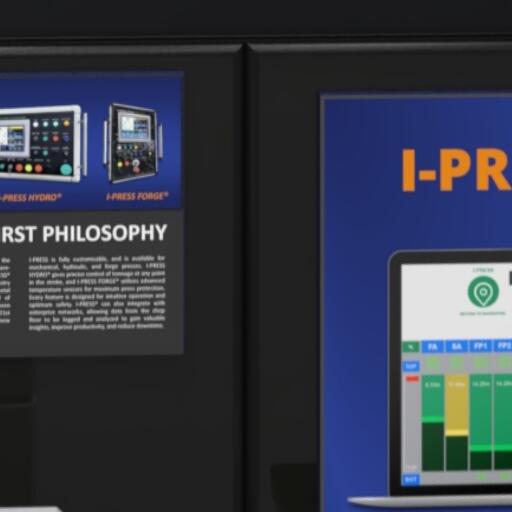 I-PRESS HYDRO® I-PRESS FORGE®
RST PHILOSOPHY
I-PRESS is fully customizable, and is available for
mechanical, hydraulic, and forge presses. I-PRESS
HYDRO® gives precise control of tonnage at any point
in the stroke, and I-PRESS FORGE® utilizes advanced
temperature sensors for maximum press protection.
Every feature is designed for intuitive operation and
optimum safety. I-PRESS® can also integrate with
enterprise networks, allowing data from the shop
floor to be logged and analyzed to gain valuable
insights, improve productivity, and reduce downtime.
the
of
new
I-PR
I-PRESS
FA SA FP1 FP2
TOP
BOT